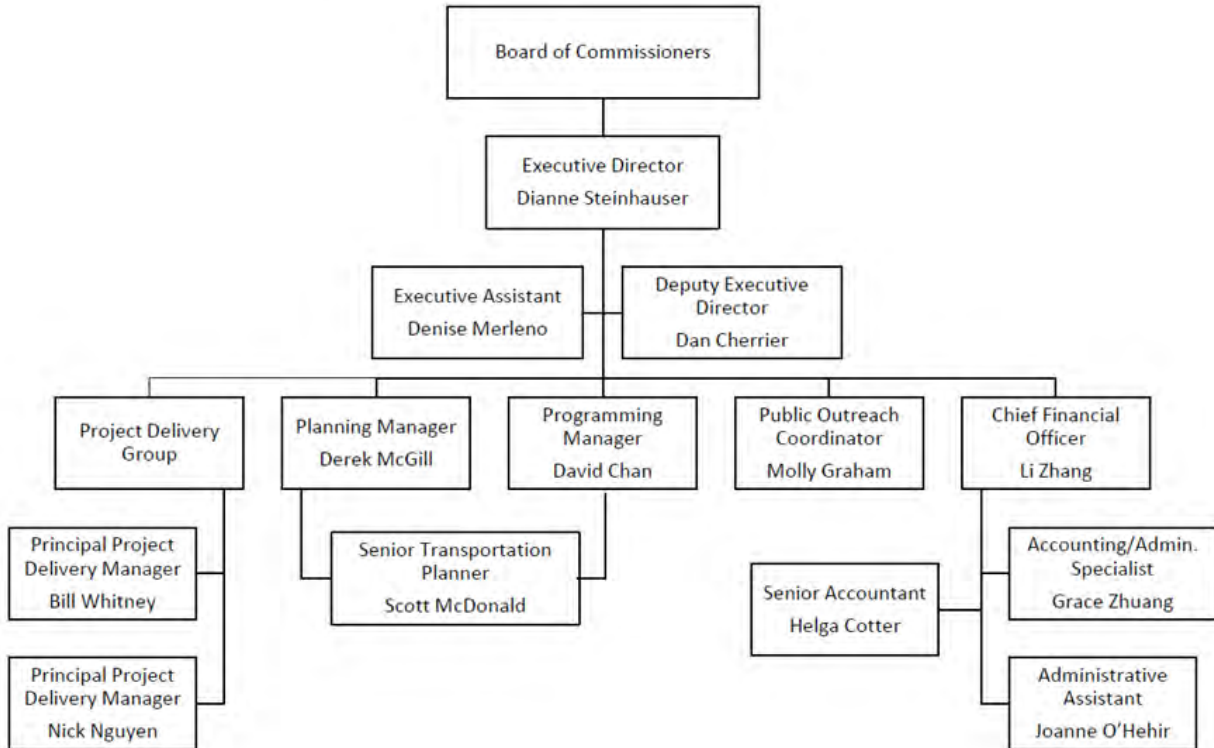 Board of Commissioners
Executive Director
Dianne Steinhauser
Executive Assistant
Denise Merleno
Deputy Executive
Director
Dan Cherrier
Project Delivery
Group
Planning Manager
Derek McGill
Programming
Manager
David Chan
Public Outreach
Coordinator
Molly Graham
Chief Financial
Officer
Li Zhang
Principal Project
Delivery Manager
Bill Whitney
Senior Transportation
Planner
Scott McDonald
Senior Accountant
Helga Cotter
Accounting/Admin.
Specialist
Grace Zhuang
Principal Project
Delivery Manager
Nick Nguyen
Administrative
Assistant
Joanne O’Hehir